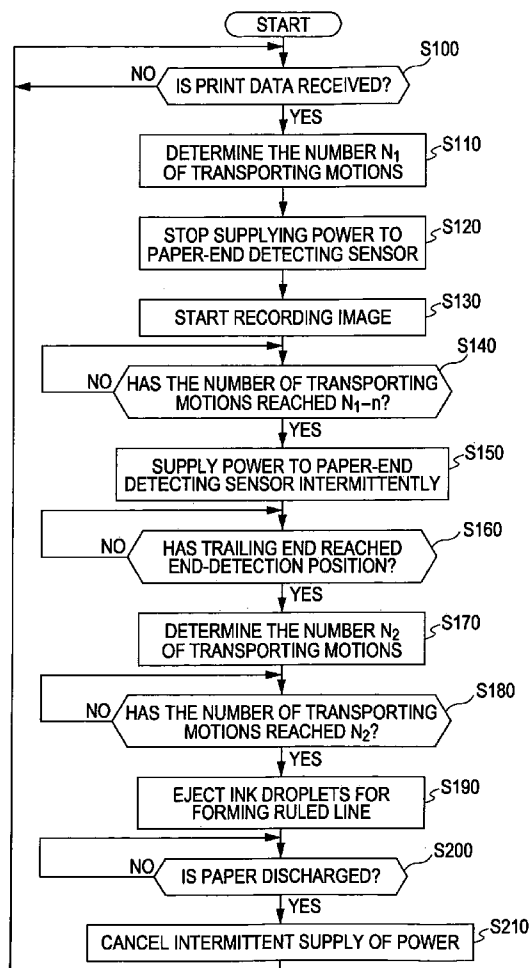 START
S100
NO
IS PRINT DATA RECEIVED?
YES
S110
DETERMINE THE NUMBER N₁
OF TRANSPORTING MOTIONS
S120
STOP SUPPLYING POWER TO
PAPER-END DETECTING SENSOR
S130
START RECORDING IMAGE
S140
NO
HAS THE NUMBER OF TRANSPORTING
MOTIONS REACHED N₁-n?
YES
S150
SUPPLY POWER TO PAPER-END
DETECTING SENSOR INTERMITTENTLY
S160
NO
HAS TRAILING END REACHED
END-DETECTION POSITION?
YES
S170
DETERMINE THE NUMBER N₂
OF TRANSPORTING MOTIONS
S180
NO
HAS THE NUMBER OF TRANSPORTING
MOTIONS REACHED N₂?
YES
S190
EJECT INK DROPLETS FOR
FORMING RULED LINE
S200
NO
IS PAPER DISCHARGED?
YES
S210
CANCEL INTERMITTENT SUPPLY OF POWER